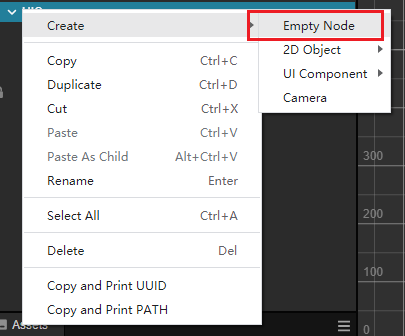 Create
Empty Node
2D Object
UI Component
Camera
Copy Ctrl+C
Duplicate Ctrl+D
Cut Ctrl+X
Paste Ctrl+V
Paste As Child Alt+Ctrl+V
Rename Enter
Select All Ctrl+A
Delete Del
Copy and Print UUID
Copy and Print PATH
300
200
100
0
Assets